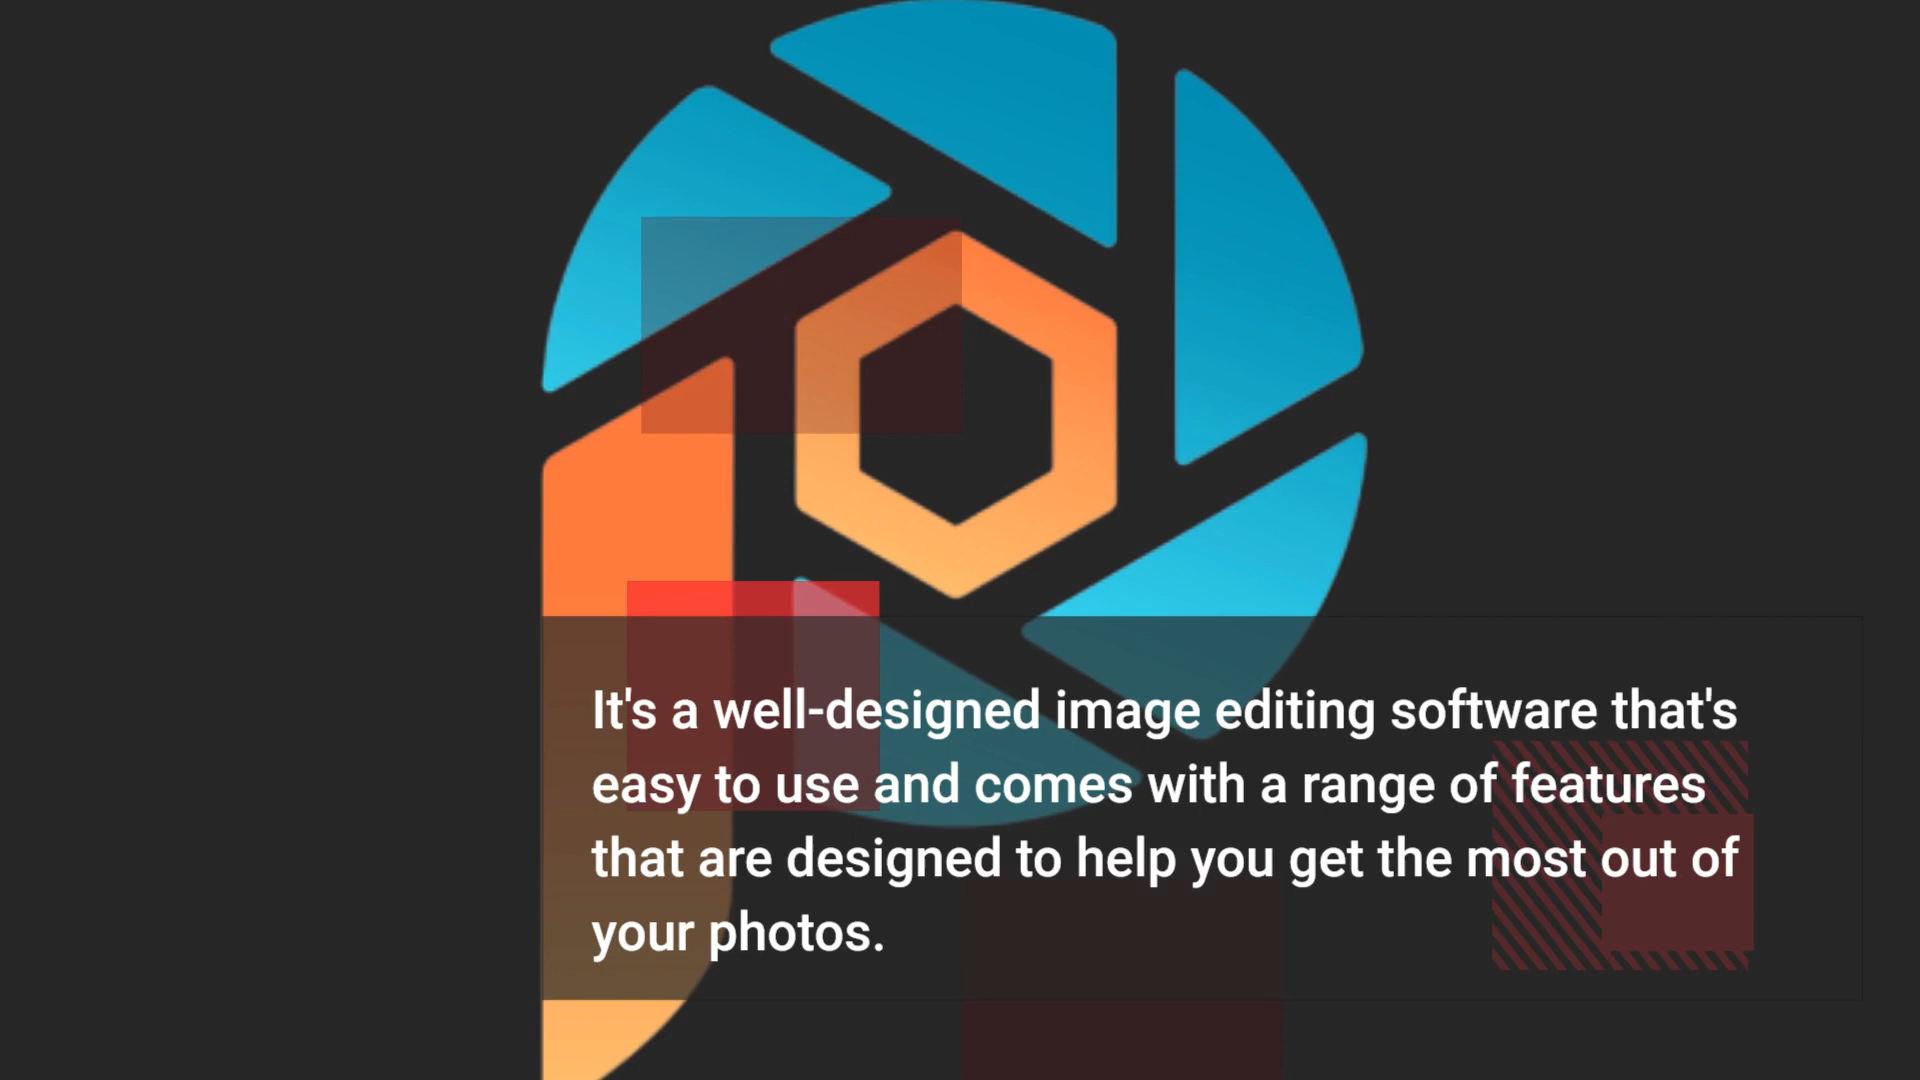 It's a well-designed image editing software that's
easy to use and comes with a range of features
that are designed to help you get the most out of
your photos.